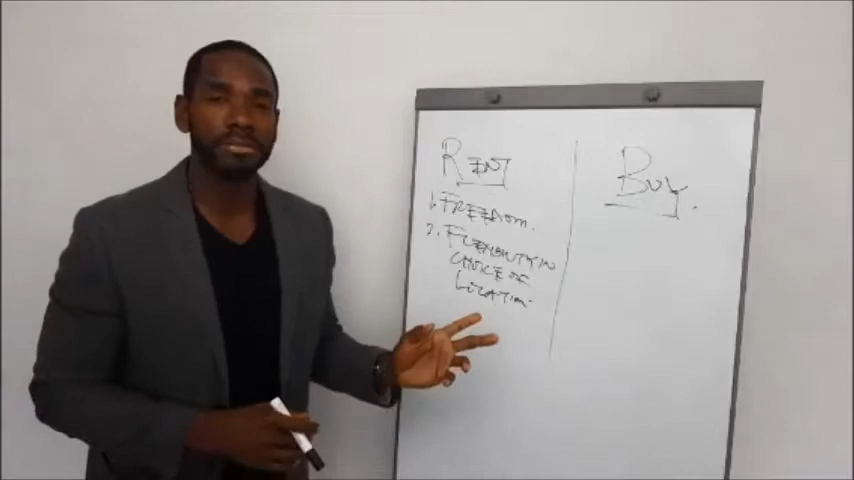 RENT
1. FREEDOM.
2. FLEXIBILITY IN
CHOICE OF
LOCATION.
BUY.